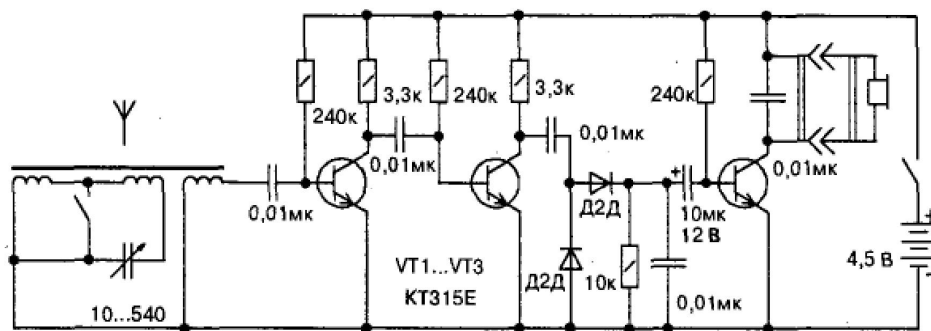 240к
3,3к
240к
3,3к
240к
0,01мк
0,01мк
0,01мк
0,01мк
Д2Д
+
10мк
12 В
VT1...VT3
КТ315Е
Д2Д
10к
0,01мк
10...540
4,5 В
+
-